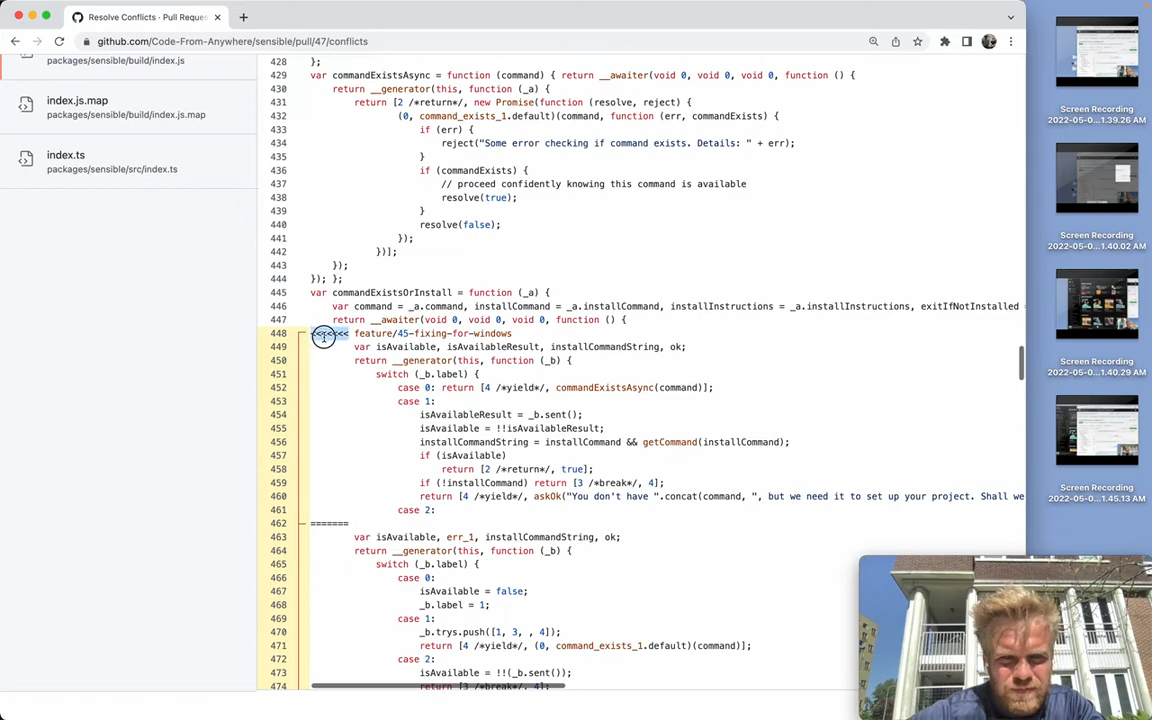 Resolve Conflicts · Pull Reques
github.com/Code-From-Anywhere/sensible/pull/47/conflicts
packages/sensible/build/index.js
index.js.map
packages/sensible/build/index.js.map
index.ts
packages/sensible/src/index.ts
428 };
429 var commandExistsAsync = function (command) { return __awaiter(void 0, void 0, void 0, function () {
430 return __generator(this, function (_a) {
431 return [2 /*return*/, new Promise(function (resolve, reject) {
432 (0, command_exists_1.default)(command, function (err, commandExists) {
433 if (err) {
434 reject("Some error checking if command exists. Details: " + err);
435 }
436 if (commandExists) {
437 // proceed confidently knowing this command is available
438 resolve(true);
439 }
440 resolve(false);
441 });
442 })];
443 });
444 }); };
445 var commandExistsOrInstall = function (_a) {
446 var command = _a.command, installCommand = _a.installCommand, installInstructions = _a.installInstructions, exitIfNotInstalled =
447 return __awaiter(void 0, void 0, void 0, function () {
448 <<<<<<< feature/45-fixing-for-windows
449 var isAvailable, isAvailableResult, installCommandString, ok;
450 return __generator(this, function (_b) {
451 switch (_b.label) {
452 case 0: return [4 /*yield*/, commandExistsAsync(command)];
453 case 1:
454 isAvailableResult = _b.sent();
455 isAvailable = !!isAvailableResult;
456 installCommandString = installCommand && getCommand(installCommand);
457 if (isAvailable)
458 return [2 /*return*/, true];
459 if (!installCommand) return [3 /*break*/, 4];
460 return [4 /*yield*/, askOk("You don't have ".concat(command, ", but we need it to set up your project. Shall we
461 case 2:
462 =======
463 var isAvailable, err_1, installCommandString, ok;
464 return __generator(this, function (_b) {
465 switch (_b.label) {
466 case 0:
467 isAvailable = false;
468 _b.label = 1;
469 case 1:
470 _b.trys.push([1, 3, , 4]);
471 return [4 /*yield*/, (0, command_exists_1.default)(command)];
472 case 2:
473 isAvailable = !!(_b.sent());
474 return [3 /*break*/, 4];
Screen Recording
2022-05-0...1.39.26 AM
Screen Recording
2022-05-0...1.40.02 AM
Screen Recording
2022-05-0...1.40.29 AM
Screen Recording
2022-05-0...1.45.13 AM